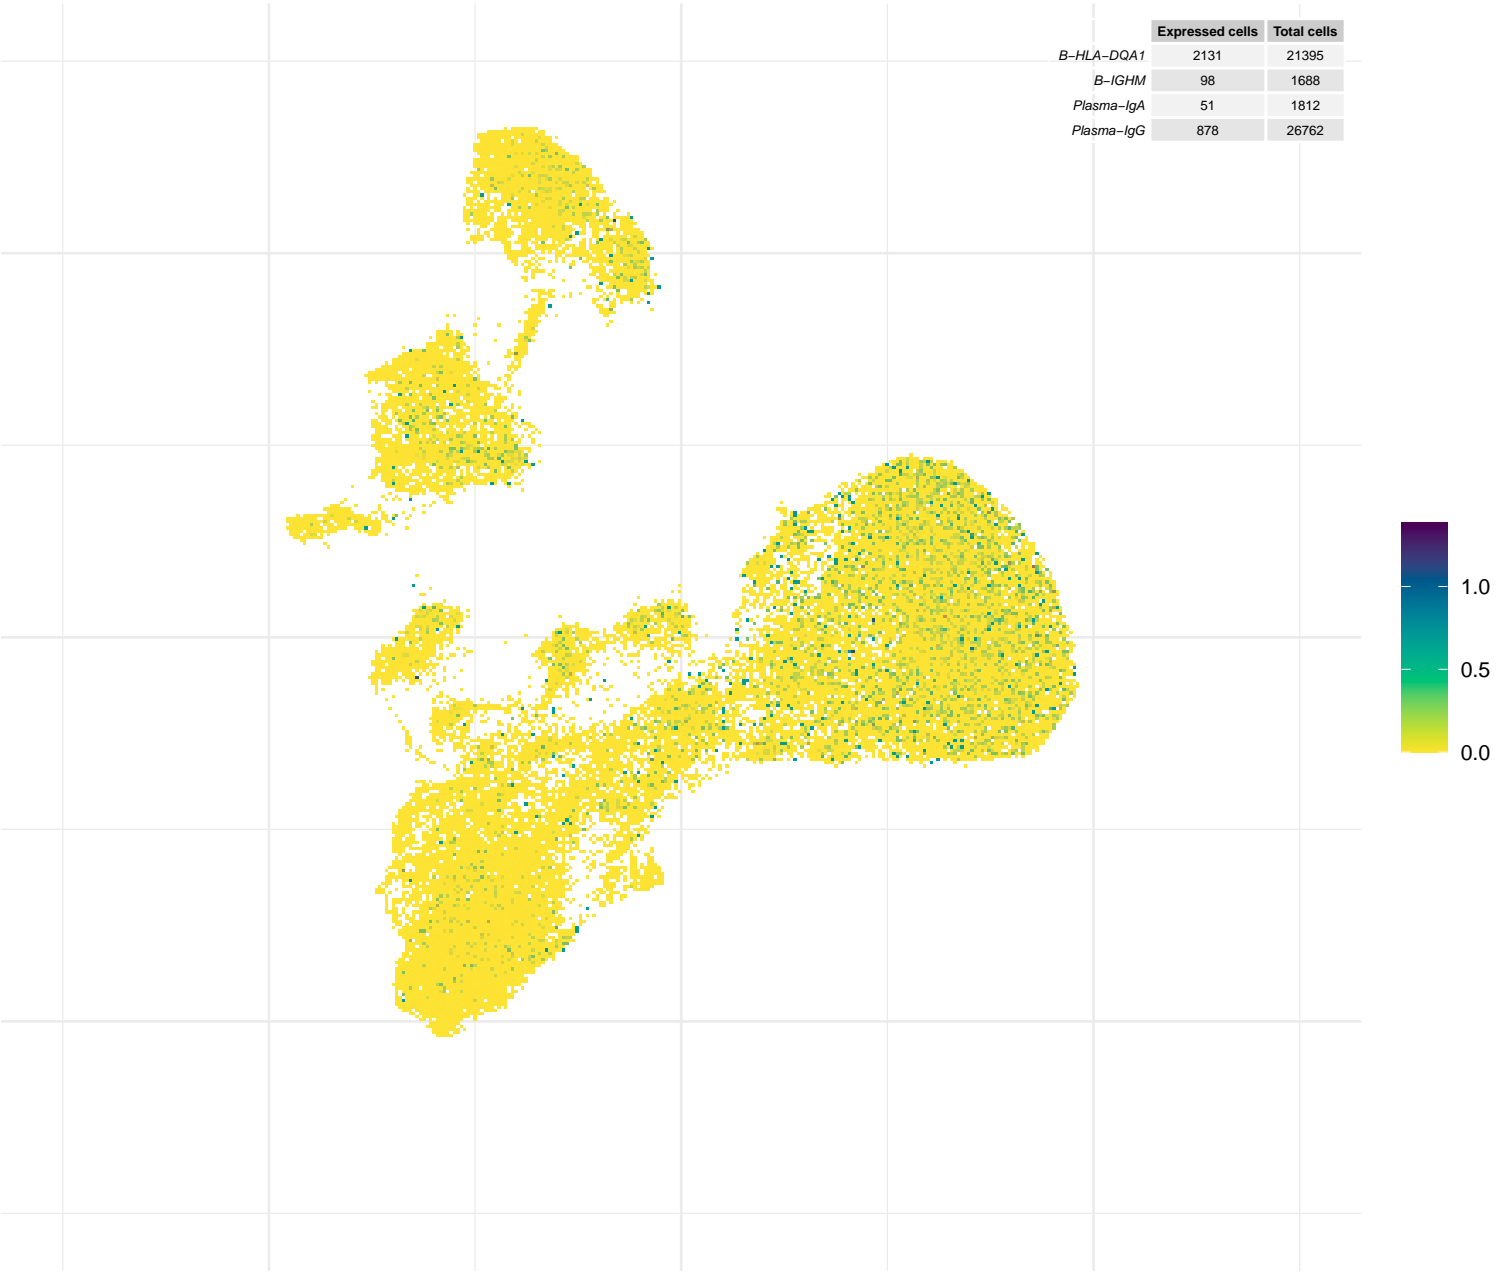 Expressed cells Total cells
B−HLA−DQA1 2131 21395
B−IGHM 98 1688
Plasma−IgA 51 1812
Plasma−IgG 878 26762
1.0
0.5
0.0